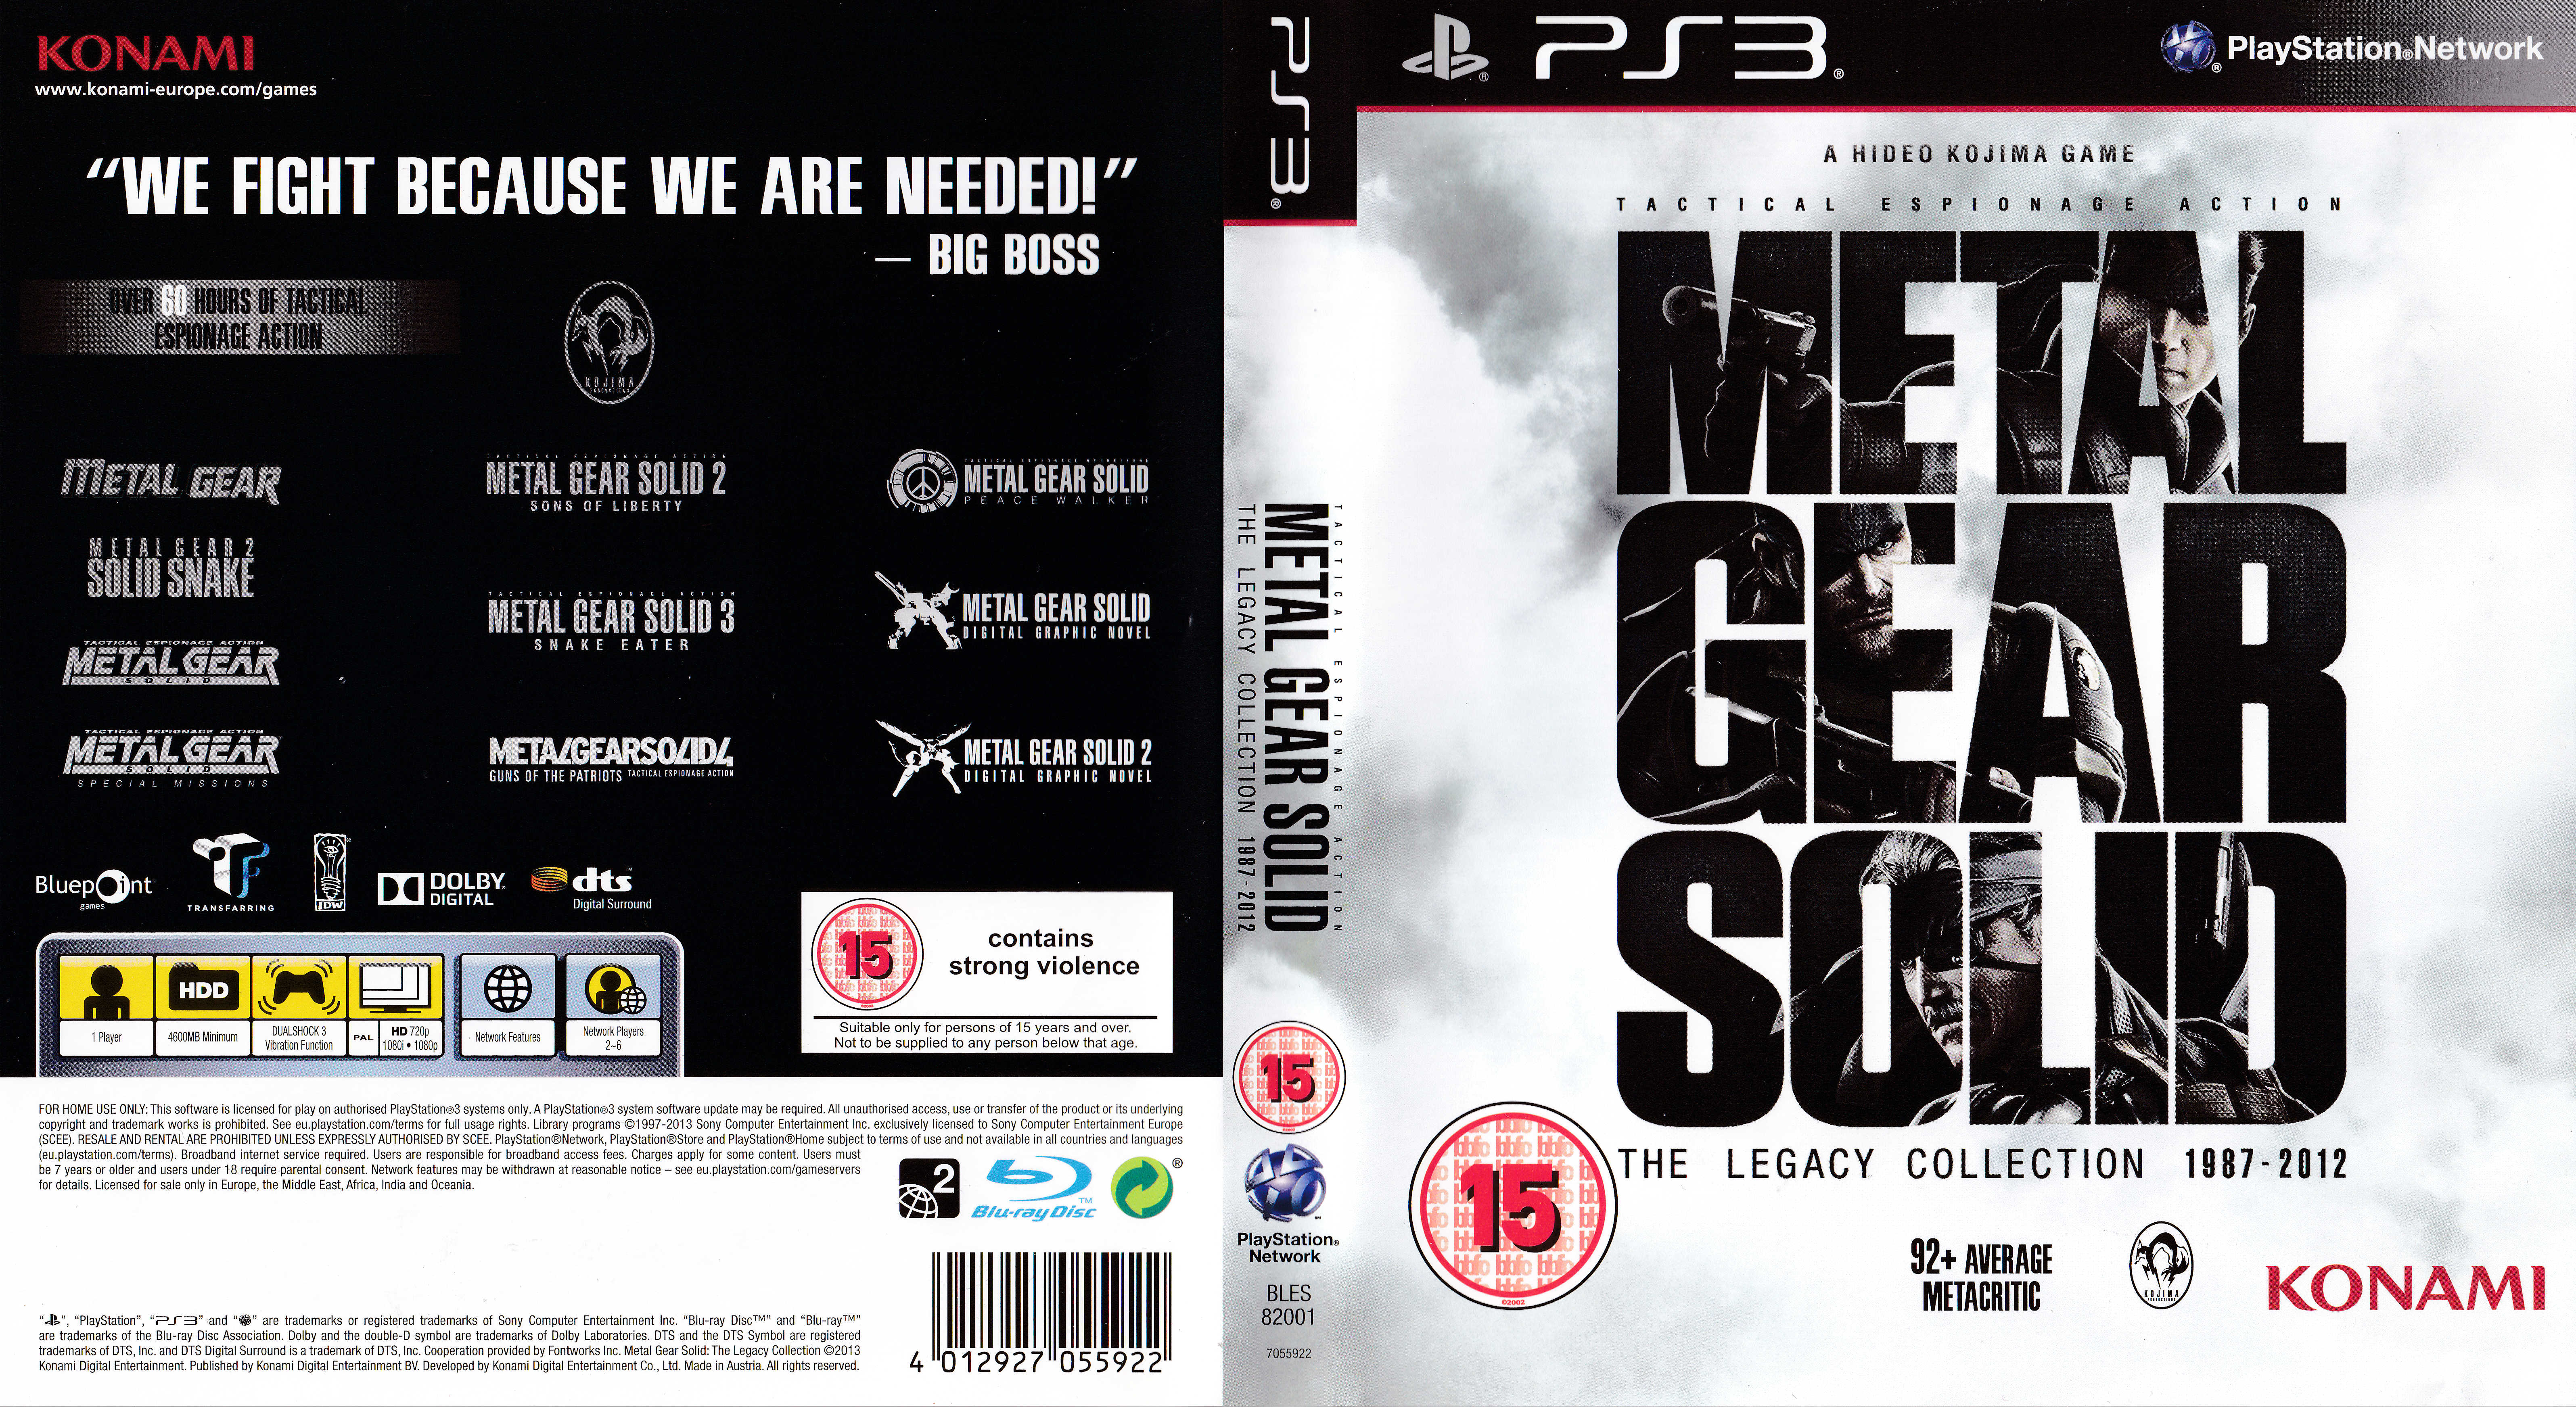 KONAMI
www.konami-europe.com/games
“WE FIGHT BECAUSE WE ARE NEEDED!”
— BIG BOSS
OVER 60 HOURS OF TACTICAL
ESPIONAGE ACTION
KOJIMA
PRODUCTIONS
METAL GEAR
METAL GEAR 2
SOLID SNAKE
TACTICAL ESPIONAGE ACTION
METAL GEAR
SOLID
TACTICAL ESPIONAGE ACTION
METAL GEAR
SOLID
SPECIAL MISSIONS
TACTICAL ESPIONAGE ACTION
METAL GEAR SOLID 2
SONS OF LIBERTY
TACTICAL ESPIONAGE ACTION
METAL GEAR SOLID 3
SNAKE EATER
METAL GEAR SOLID 4
GUNS OF THE PATRIOTS TACTICAL ESPIONAGE ACTION
TACTICAL ESPIONAGE OPERATIONS
METAL GEAR SOLID
PEACE WALKER
METAL GEAR SOLID
DIGITAL GRAPHIC NOVEL
METAL GEAR SOLID 2
DIGITAL GRAPHIC NOVEL
Bluepoint
games
TRANSFARRING
IDW®
DOLBY®
DIGITAL
dts™
Digital Surround
HDD
1 Player
4600MB Minimum
DUALSHOCK 3
Vibration Function
PAL
HD 720p
1080i • 1080p
Network Features
Network Players
2~6
15
contains
strong violence
Suitable only for persons of 15 years and over.
Not to be supplied to any person below that age.
FOR HOME USE ONLY: This software is licensed for play on authorised PlayStation®3 systems only. A PlayStation®3 system software update may be required. All unauthorised access, use or transfer of the product or its underlying
copyright and trademark works is prohibited. See eu.playstation.com/terms for full usage rights. Library programs ©1997-2013 Sony Computer Entertainment Inc. exclusively licensed to Sony Computer Entertainment Europe
(SCEE). RESALE AND RENTAL ARE PROHIBITED UNLESS EXPRESSLY AUTHORISED BY SCEE. PlayStation®Network, PlayStation®Store and PlayStation®Home subject to terms of use and not available in all countries and languages
(eu.playstation.com/terms). Broadband internet service required. Users are responsible for broadband access fees. Charges apply for some content. Users must
be 7 years or older and users under 18 require parental consent. Network features may be withdrawn at reasonable notice – see eu.playstation.com/gameservers
for details. Licensed for sale only in Europe, the Middle East, Africa, India and Oceania.
2
Blu-ray Disc™
®
“”, “PlayStation”, “PS3” and “” are trademarks or registered trademarks of Sony Computer Entertainment Inc. “Blu-ray Disc™” and “Blu-ray™”
are trademarks of the Blu-ray Disc Association. Dolby and the double-D symbol are trademarks of Dolby Laboratories. DTS and the DTS Symbol are registered
trademarks of DTS, Inc. and DTS Digital Surround is a trademark of DTS, Inc. Cooperation provided by Fontworks Inc. Metal Gear Solid: The Legacy Collection ©2013
Konami Digital Entertainment. Published by Konami Digital Entertainment BV. Developed by Konami Digital Entertainment Co., Ltd. Made in Austria. All rights reserved.
4 012927 055922
PS3®
TACTICAL ESPIONAGE ACTION
METAL GEAR SOLID
THE LEGACY COLLECTION 1987-2012
15
PlayStation®
Network
BLES
82001
7055922
PS3®
PlayStation®Network
A HIDEO KOJIMA GAME
TACTICAL ESPIONAGE ACTION
METAL
GEAR
SOLID
THE LEGACY COLLECTION 1987-2012
15
bbfc
©2002
92+ AVERAGE
METACRITIC
KOJIMA
PRODUCTIONS
KONAMI